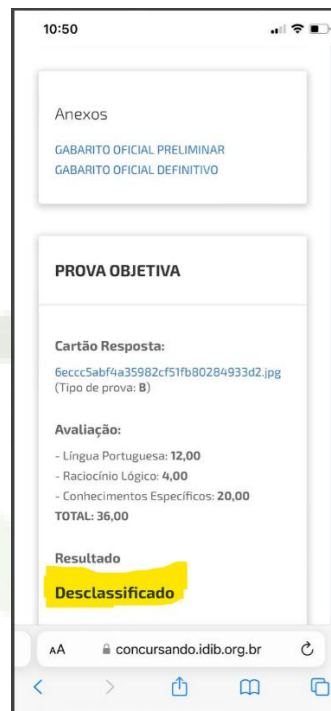 10:50
Anexos
GABARITO OFICIAL PRELIMINAR
GABARITO OFICIAL DEFINITIVO
PROVA OBJETIVA
Cartão Resposta:
6eccc5abf4a35982cf51fb80284933d2.jpg
(Tipo de prova: B)
Avaliação:
- Língua Portuguesa: 12,00
- Raciocínio Lógico: 4,00
- Conhecimentos Específicos: 20,00
TOTAL: 36,00
Resultado
Desclassificado
AA concursando.idib.org.br